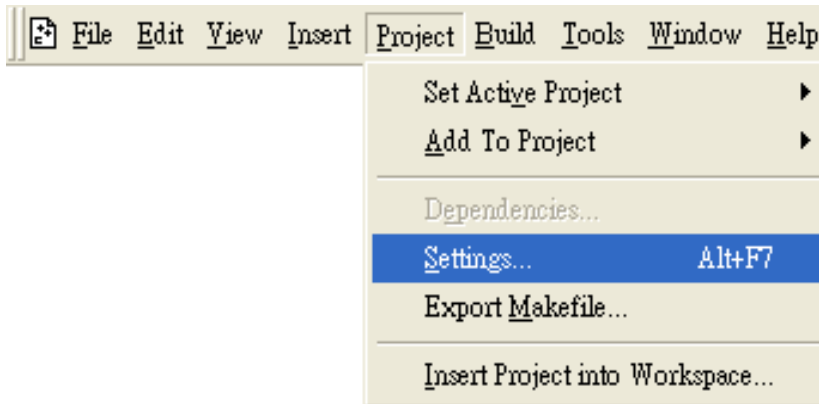 File Edit View Insert Project Build Tools Window Help
Set Active Project
Add To Project
Dependencies...
Settings... Alt+F7
Export Makefile...
Insert Project into Workspace...